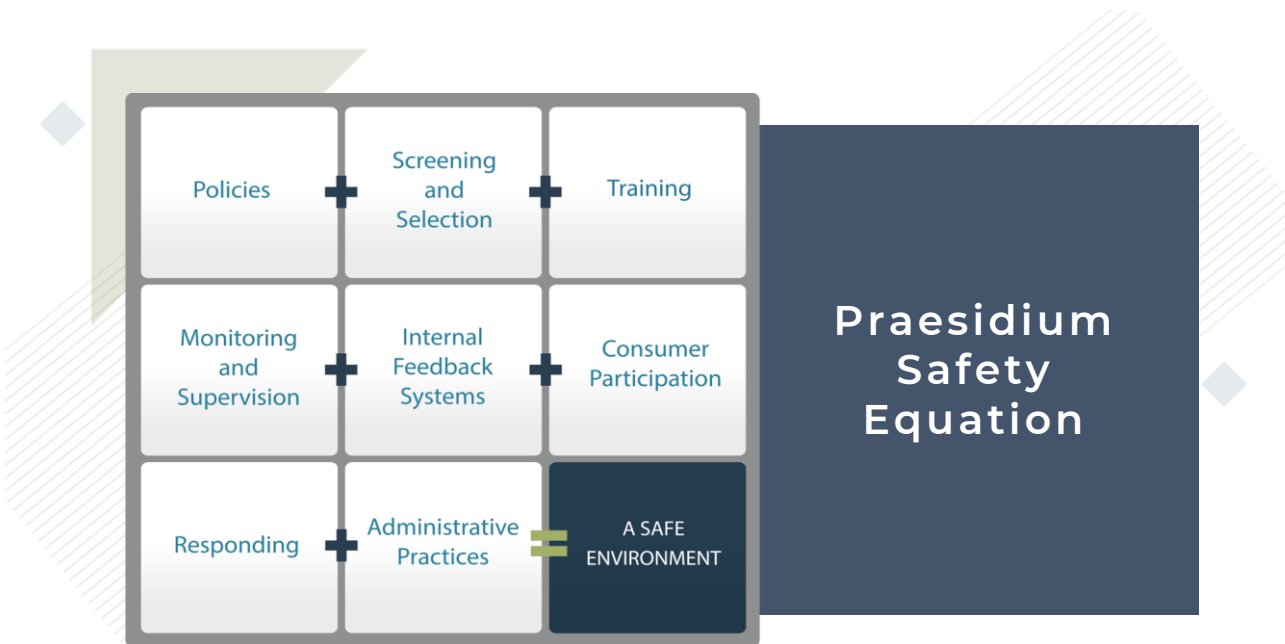 Policies
Screening
and
Selection
Training
Monitoring
and
Supervision
Internal
Feedback
Systems
Consumer
Participation
Responding
Administrative
Practices
A SAFE
ENVIRONMENT
Praesidium
Safety
Equation